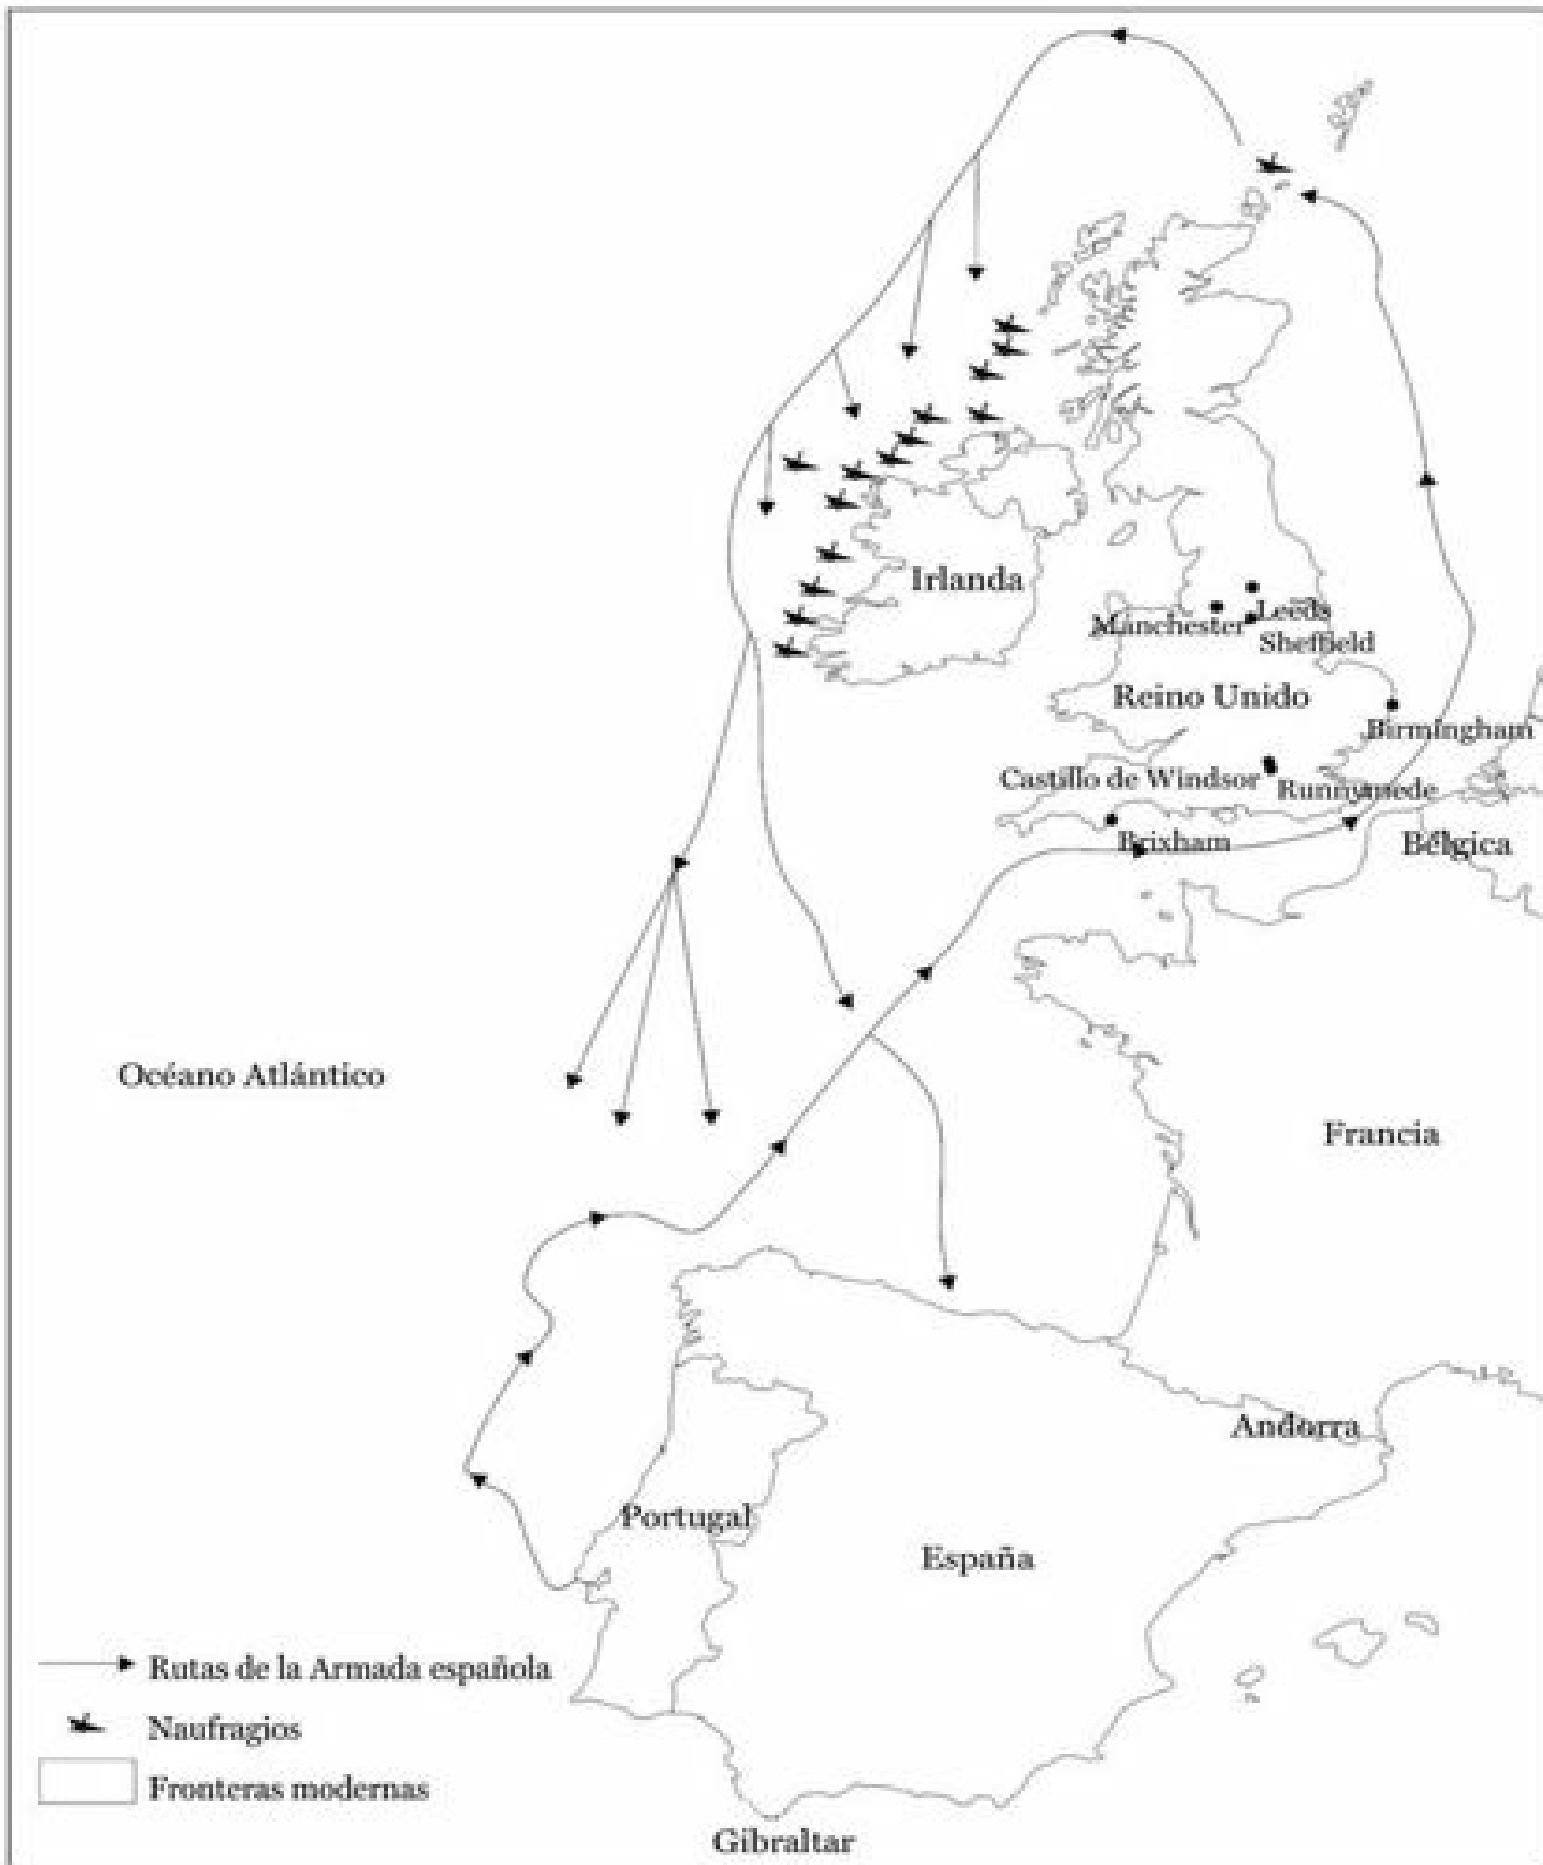 Irlanda
Leeds
Manchester
Sheffield
Reino Unido
Birmingham
Castillo de Windsor
Runnymede
Brixham
Bélgica
Océano Atlántico
Francia
Andorra
Portugal
España
Rutas de la Armada española
Naufragios
Fronteras modernas
Gibraltar